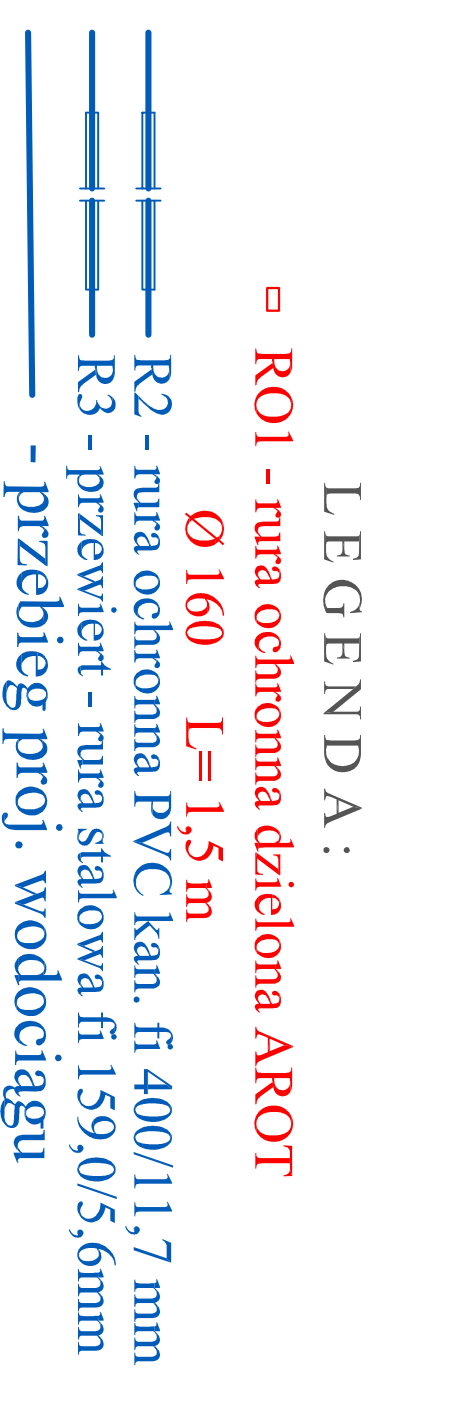 L E G E N D A :
RO1 - rura ochronna dzielona AROT
Ø 160 L= 1,5 m
R2 - rura ochronna PVC kan. fi 400/11,7 mm
R3 - przewiert - rura stalowa fi 159,0/5,6mm
- przebieg proj. wodociągu